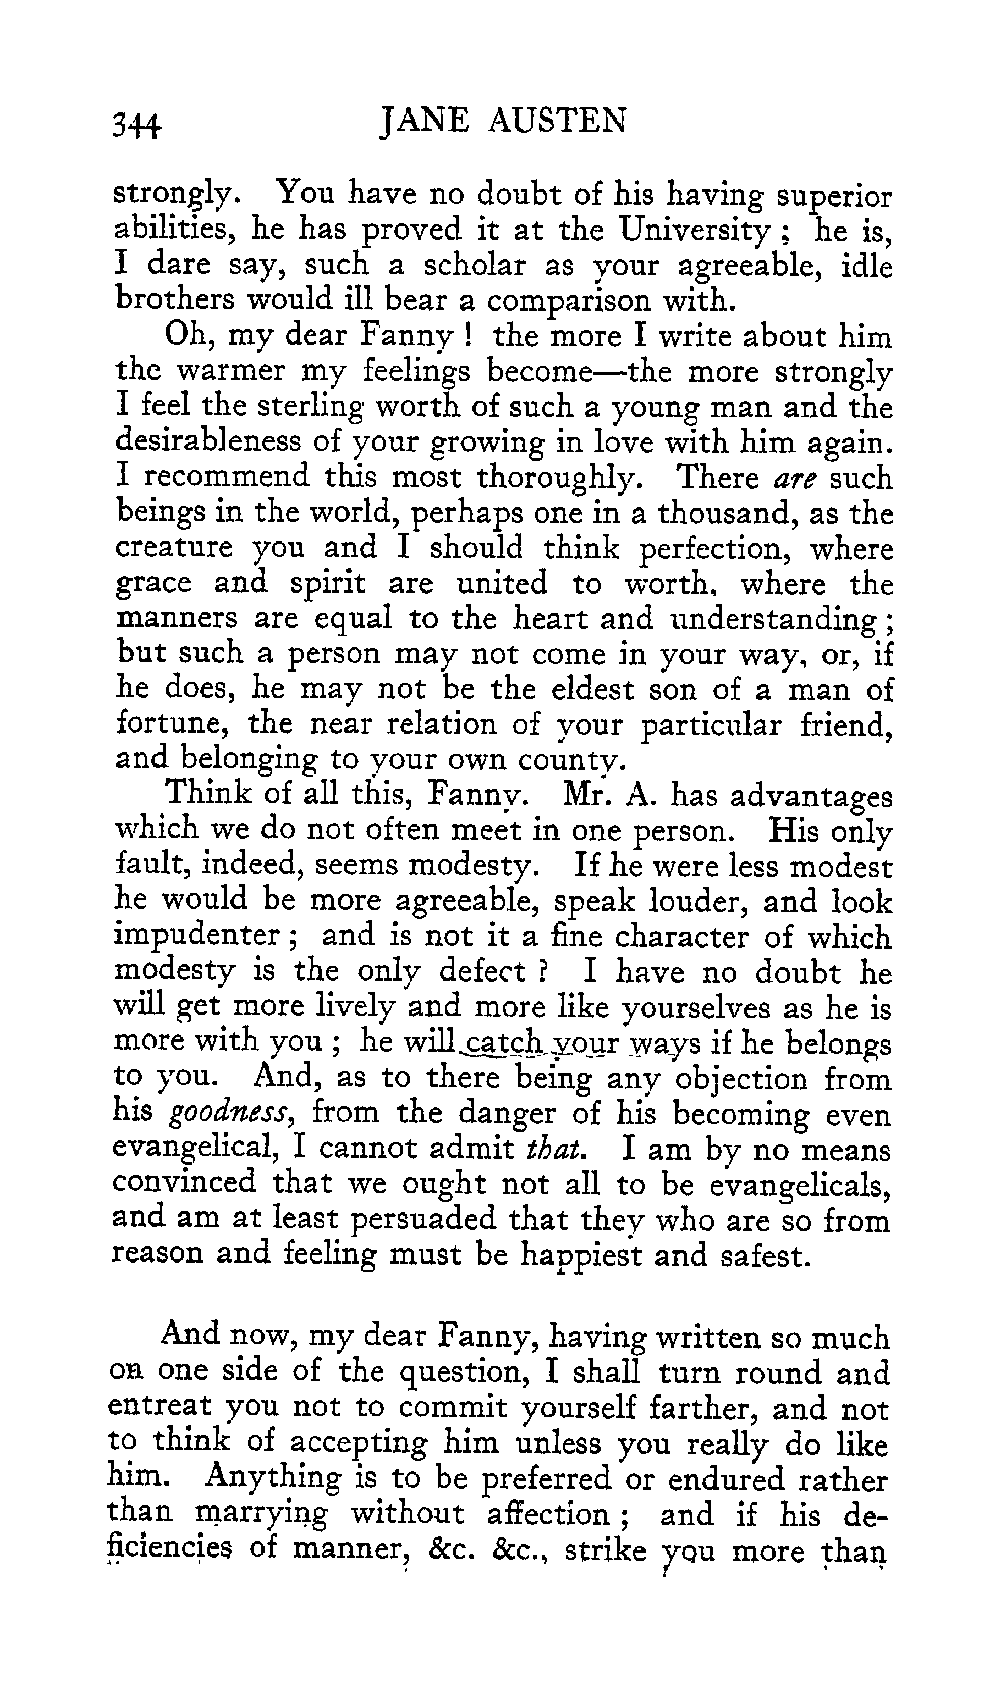 344 JANE AUSTEN
strongly. You have no doubt of his having superior
abilities, he has proved it at the University ; he is,
I dare say, such a scholar as your agreeable, idle
brothers would ill bear a comparison with.
Oh, my dear Fanny ! the more I write about him
the warmer my feelings become—the more strongly
I feel the sterling worth of such a young man and the
desirableness of your growing in love with him again.
I recommend this most thoroughly. There are such
beings in the world, perhaps one in a thousand, as the
creature you and I should think perfection, where
grace and spirit are united to worth, where the
manners are equal to the heart and understanding ;
but such a person may not come in your way, or, if
he does, he may not be the eldest son of a man of
fortune, the near relation of your particular friend,
and belonging to your own county.
Think of all this, Fanny. Mr. A. has advantages
which we do not often meet in one person. His only
fault, indeed, seems modesty. If he were less modest
he would be more agreeable, speak louder, and look
impudenter ; and is not it a fine character of which
modesty is the only defect ? I have no doubt he
will get more lively and more like yourselves as he is
more with you ; he will catch your ways if he belongs
to you. And, as to there being any objection from
his goodness, from the danger of his becoming even
evangelical, I cannot admit that. I am by no means
convinced that we ought not all to be evangelicals,
and am at least persuaded that they who are so from
reason and feeling must be happiest and safest.
And now, my dear Fanny, having written so much
on one side of the question, I shall turn round and
entreat you not to commit yourself farther, and not
to think of accepting him unless you really do like
him. Anything is to be preferred or endured rather
than marrying without affection ; and if his de-
ficiencies of manner, &c. &c., strike you more than